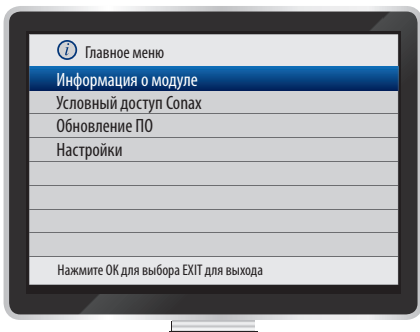 Главное меню
Информация о модуле
Условный доступ Conax
Обновление ПО
Настройки
Нажмите OK для выбора EXIT для выхода